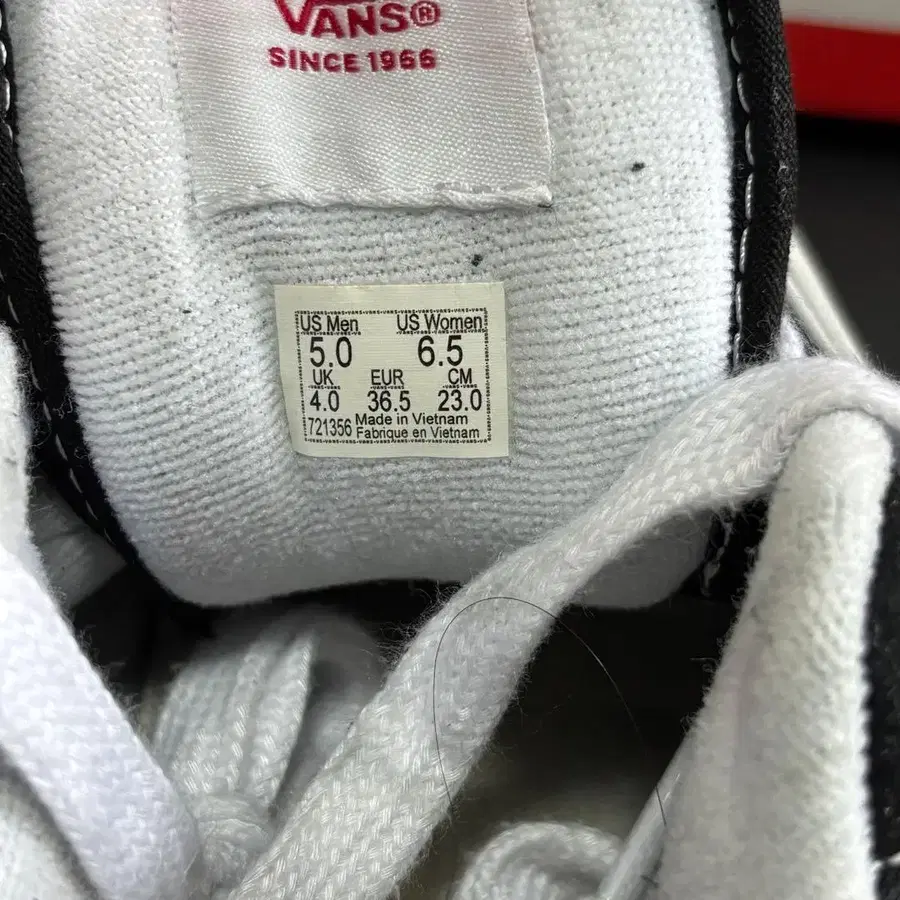 VANS®
SINCE 1966
US Men US Women
5.0 6.5
UK EUR CM
4.0 36.5 23.0
721356 Made in Vietnam
Fabrique en Vietnam